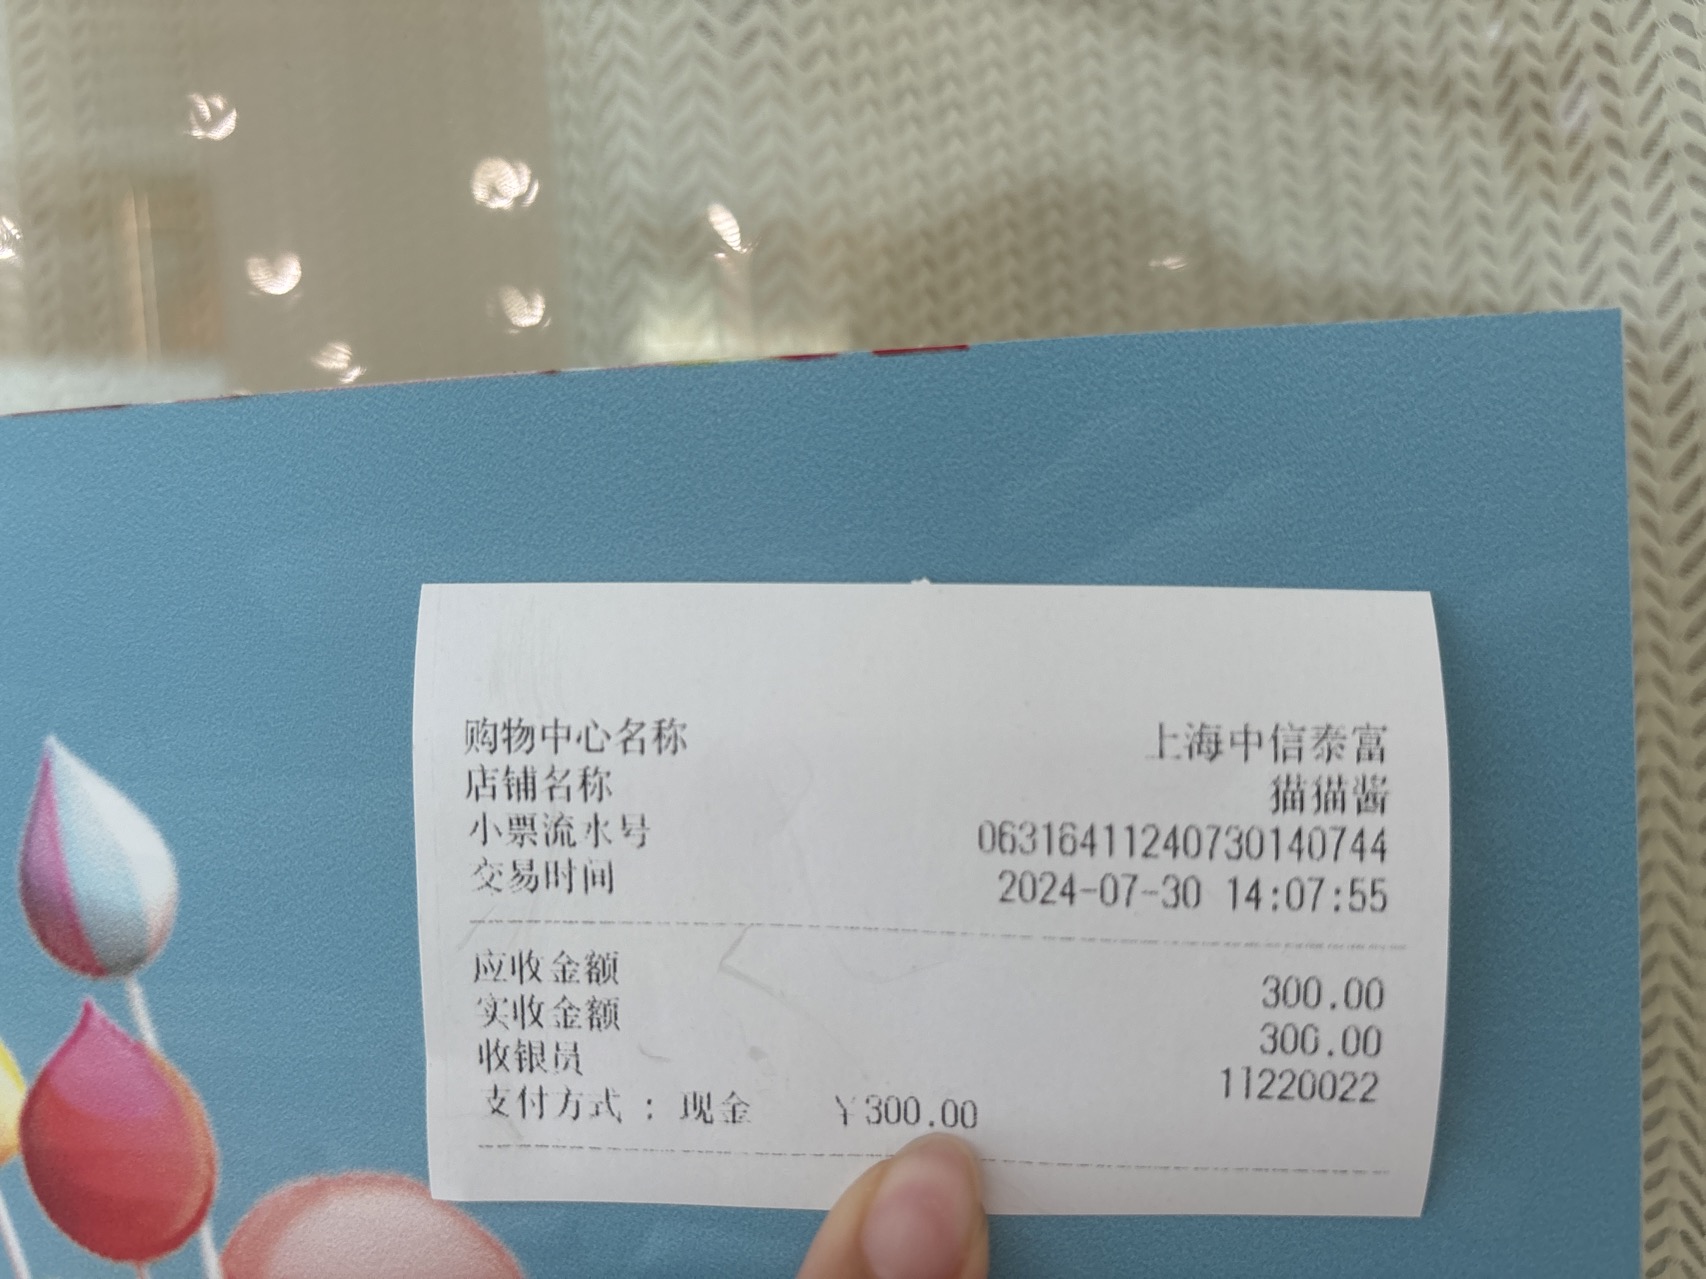 购物中心名称 上海中信泰富
店铺名称 猫猫酱
小票流水号 06316411240730140744
交易时间 2024-07-30 14:07:55
应收金额 300.00
实收金额 300.00
收银员 11220022
支付方式：现金 ¥300.00